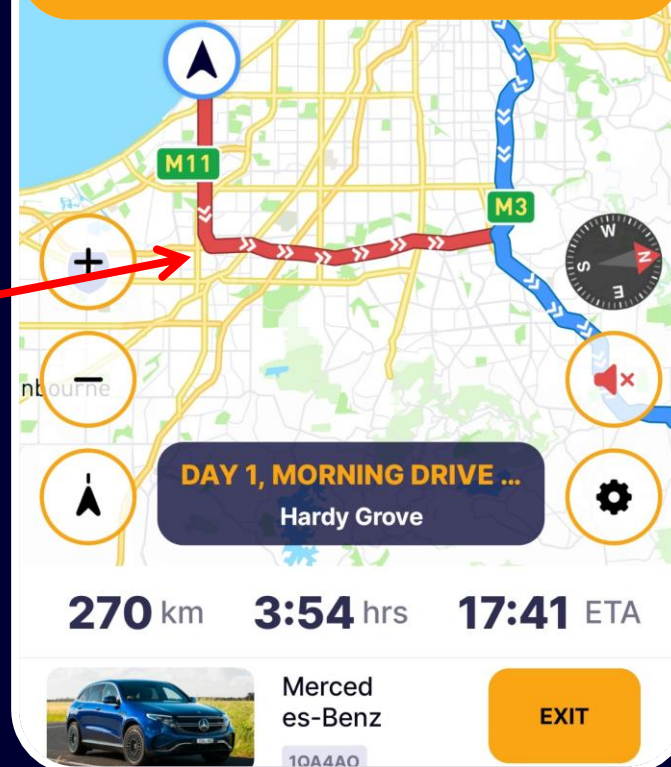 M11
M3
W
N
S
E
nbourne
DAY 1, MORNING DRIVE ...
Hardy Grove
270 km 3:54 hrs 17:41 ETA
Merced
es-Benz
EXIT
1QA4AO